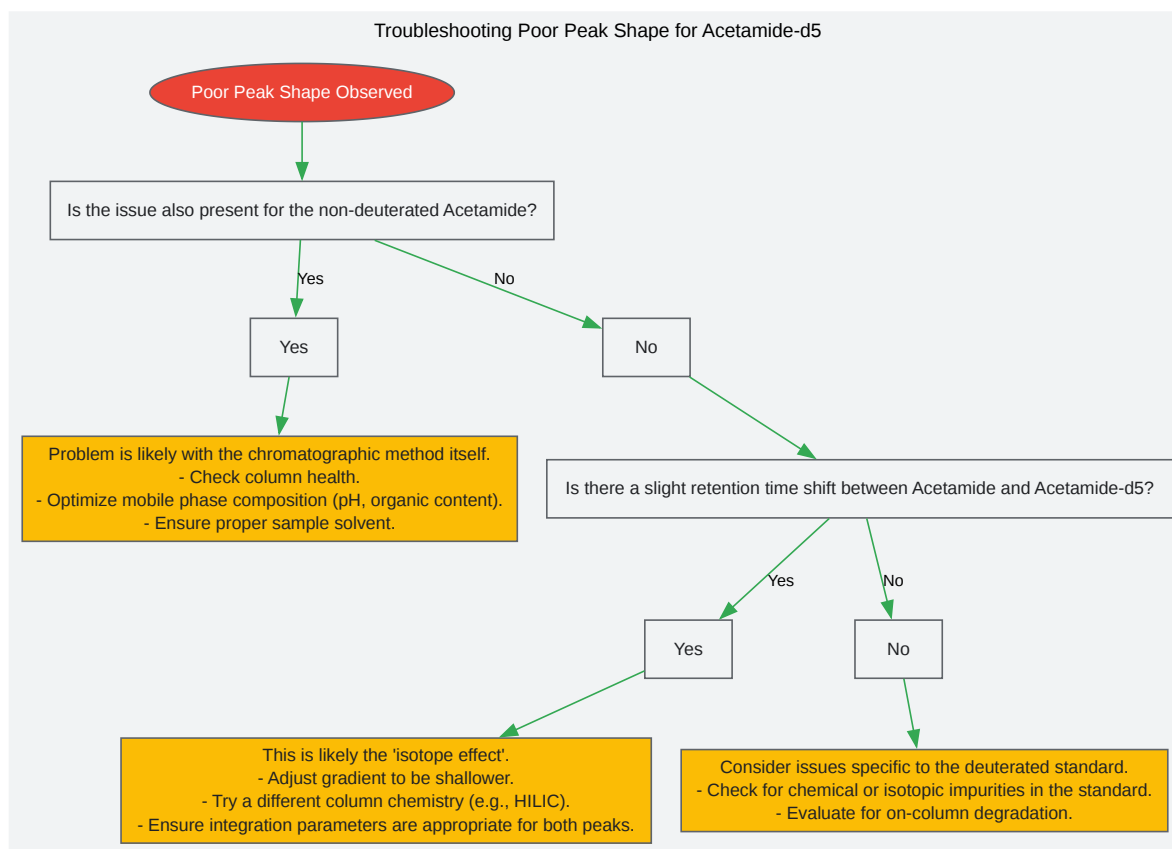 Troubleshooting Poor Peak Shape for Acetamide-d5
Poor Peak Shape Observed
Is the issue also present for the non-deuterated Acetamide?
Yes
No
Yes
No
Problem is likely with the chromatographic method itself.
- Check column health.
- Optimize mobile phase composition (pH, organic content).
- Ensure proper sample solvent.
Is there a slight retention time shift between Acetamide and Acetamide-d5?
Yes
No
Yes
No
This is likely the 'isotope effect'.
- Adjust gradient to be shallower.
- Try a different column chemistry (e.g., HILIC).
- Ensure integration parameters are appropriate for both peaks.
Consider issues specific to the deuterated standard.
- Check for chemical or isotopic impurities in the standard.
- Evaluate for on-column degradation.